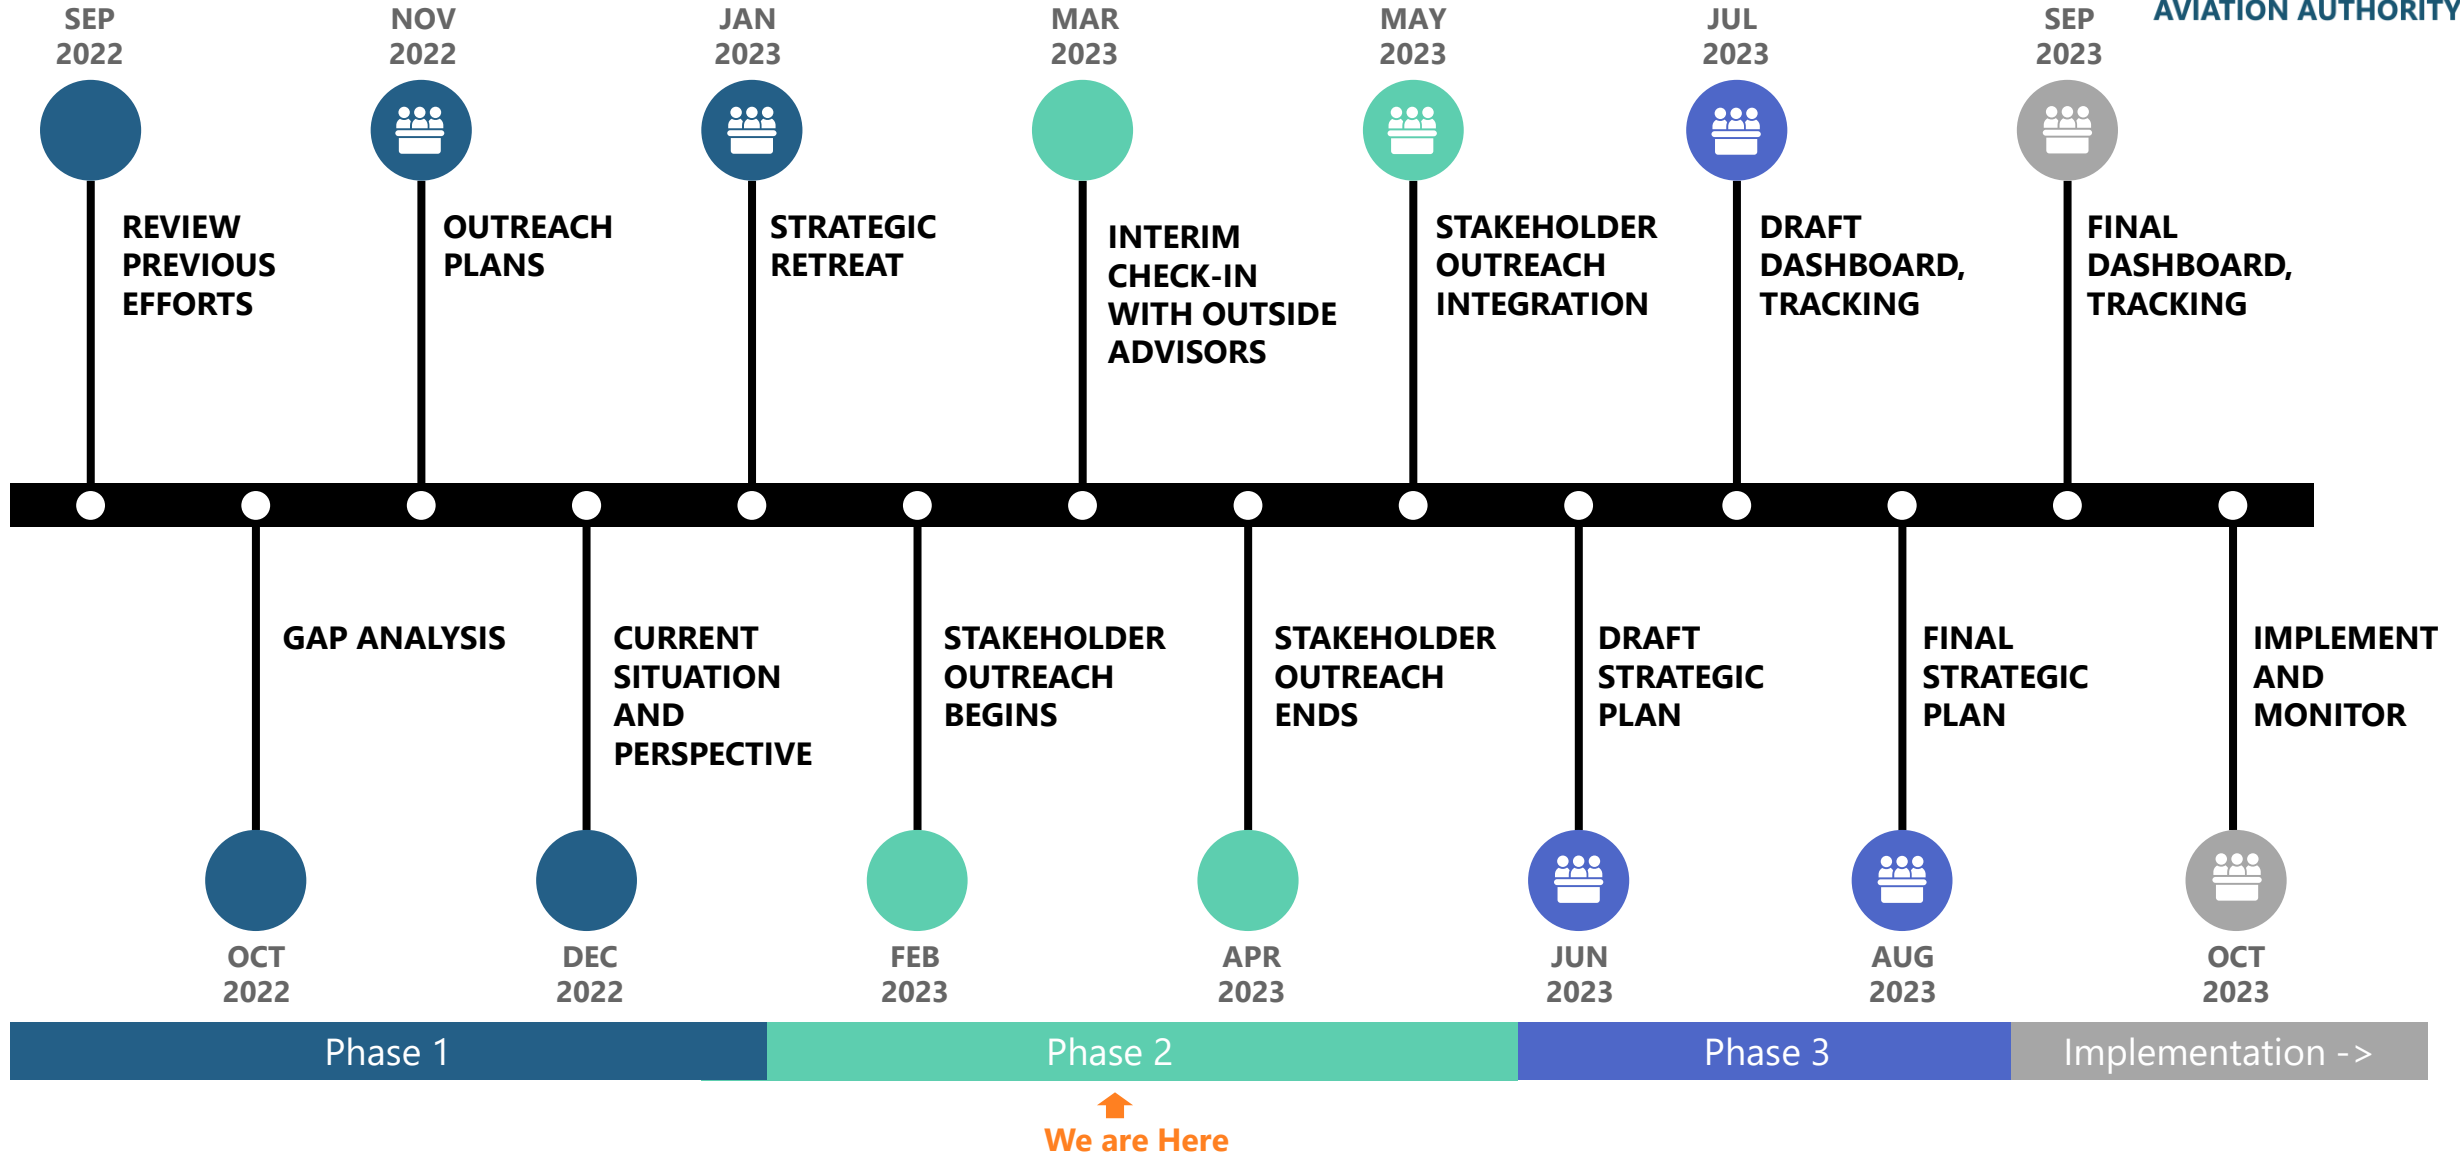 AVIATION AUTHORITY
SEP
2022
NOV
2022
JAN
2023
MAR
2023
MAY
2023
JUL
2023
SEP
2023
REVIEW
PREVIOUS
EFFORTS
OUTREACH
PLANS
STRATEGIC
RETREAT
INTERIM
CHECK-IN
WITH OUTSIDE
ADVISORS
STAKEHOLDER
OUTREACH
INTEGRATION
DRAFT
DASHBOARD,
TRACKING
FINAL
DASHBOARD,
TRACKING
GAP ANALYSIS
CURRENT
SITUATION
AND
PERSPECTIVE
STAKEHOLDER
OUTREACH
BEGINS
STAKEHOLDER
OUTREACH
ENDS
DRAFT
STRATEGIC
PLAN
FINAL
STRATEGIC
PLAN
IMPLEMENT
AND
MONITOR
OCT
2022
DEC
2022
FEB
2023
APR
2023
JUN
2023
AUG
2023
OCT
2023
Phase 1
Phase 2
Phase 3
Implementation ->
We are Here